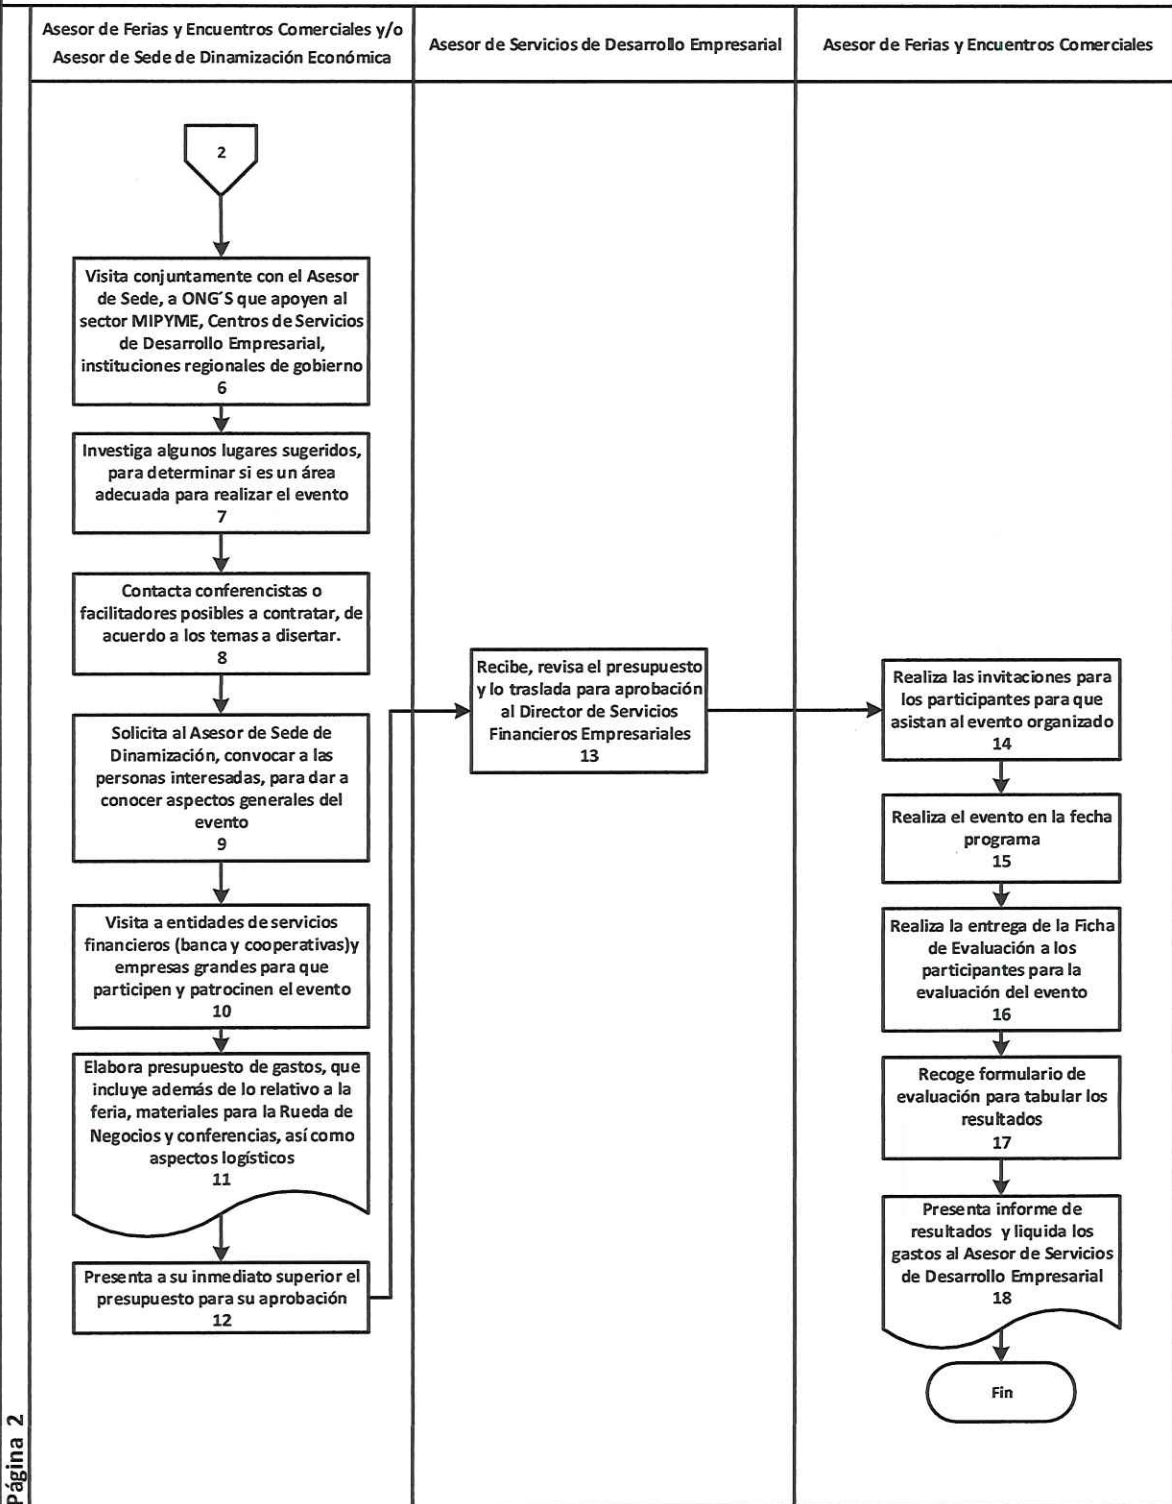 Asesor de Ferias y Encuentros Comerciales y/o
Asesor de Sede de Dinamización Económica
Asesor de Servicios de Desarrollo Empresarial
Asesor de Ferias y Encuentros Comerciales
2
Visita conjuntamente con el Asesor
de Sede, a ONG´S que apoyen al
sector MIPYME, Centros de Servicios
de Desarrollo Empresarial,
instituciones regionales de gobierno
6
Investiga algunos lugares sugeridos,
para determinar si es un área
adecuada para realizar el evento
7
Contacta conferencistas o
facilitadores posibles a contratar, de
acuerdo a los temas a disertar.
8
Solicita al Asesor de Sede de
Dinamización, convocar a las
personas interesadas, para dar a
conocer aspectos generales del
evento
9
Visita a entidades de servicios
financieros (banca y cooperativas)y
empresas grandes para que
participen y patrocinen el evento
10
Elabora presupuesto de gastos, que
incluye además de lo relativo a la
feria, materiales para la Rueda de
Negocios y conferencias, así como
aspectos logísticos
11
Presenta a su inmediato superior el
presupuesto para su aprobación
12
Recibe, revisa el presupuesto
y lo traslada para aprobación
al Director de Servicios
Financieros Empresariales
13
Realiza las invitaciones para
los participantes para que
asistan al evento organizado
14
Realiza el evento en la fecha
programa
15
Realiza la entrega de la Ficha
de Evaluación a los
participantes para la
evaluación del evento
16
Recoge formulario de
evaluación para tabular los
resultados
17
Presenta informe de
resultados y liquida los
gastos al Asesor de Servicios
de Desarrollo Empresarial
18
Fin
Página 2